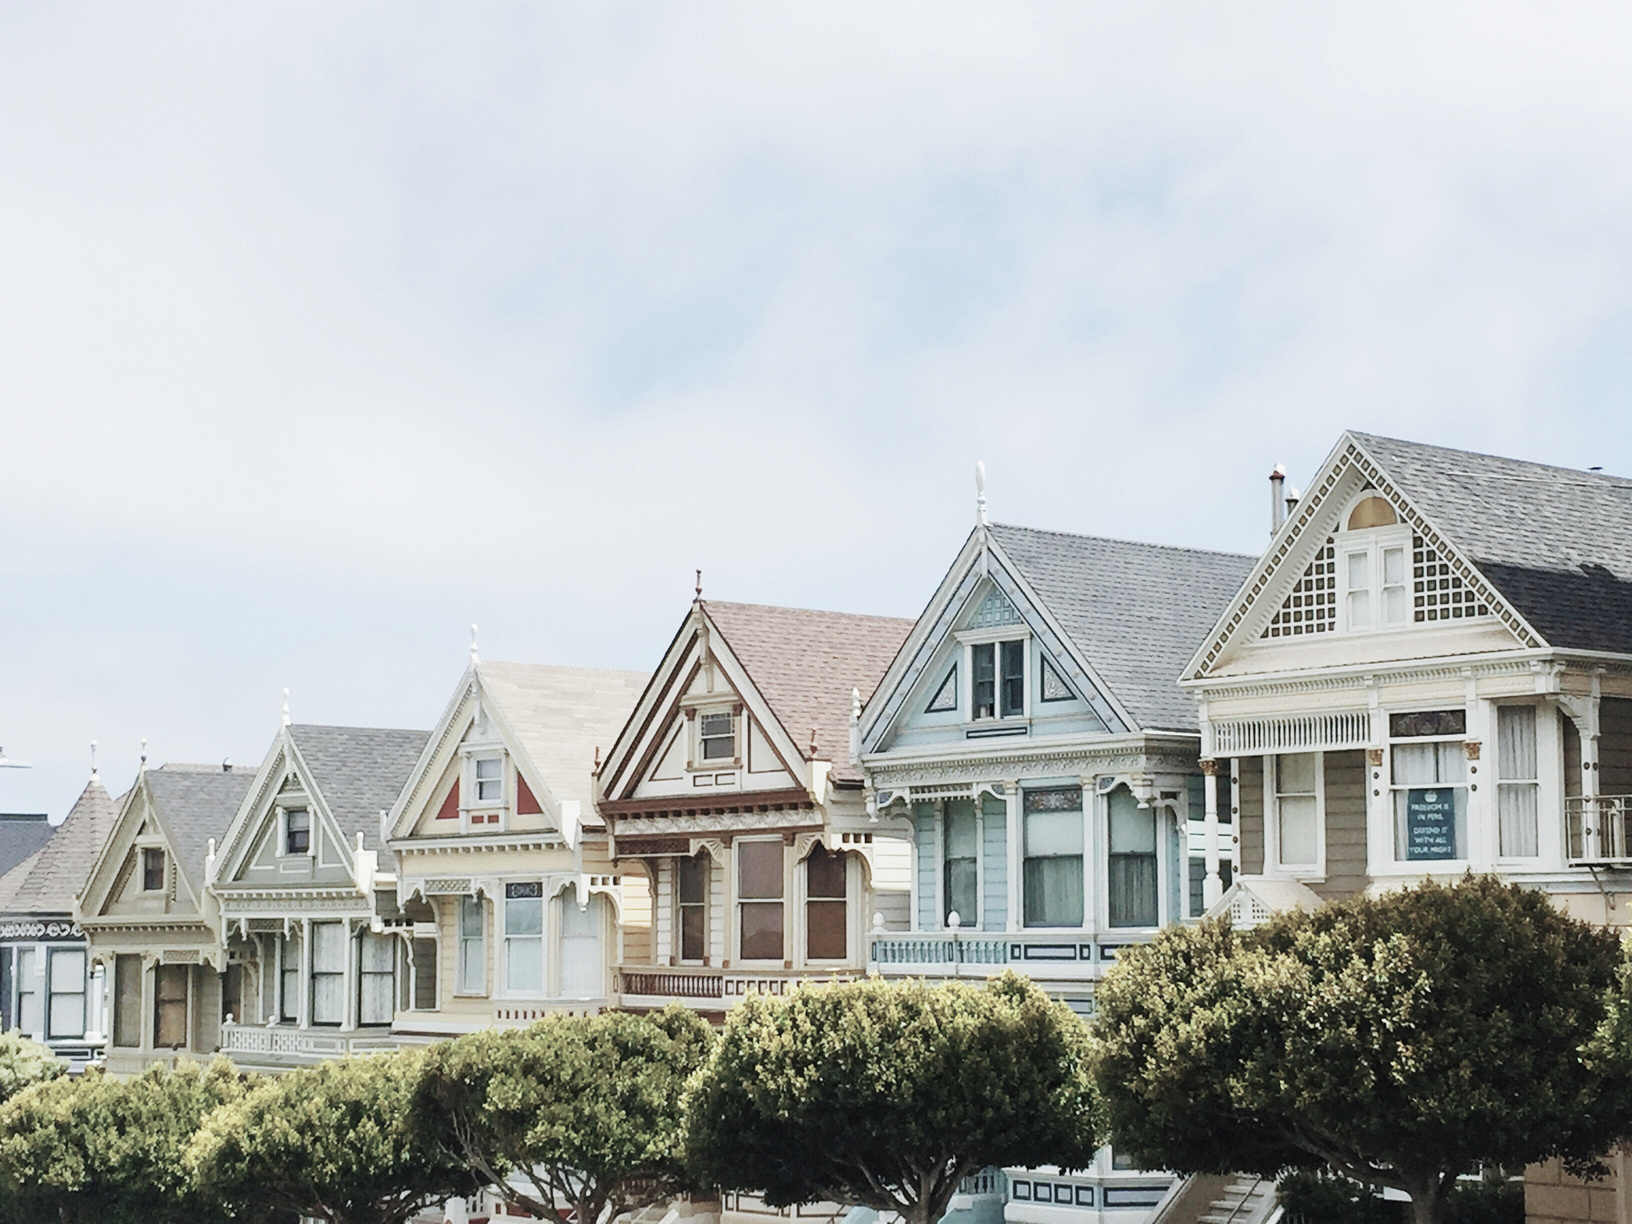 FREEDOM IS
IN PERIL
DEFEND IT
WITH ALL
YOUR MIGHT